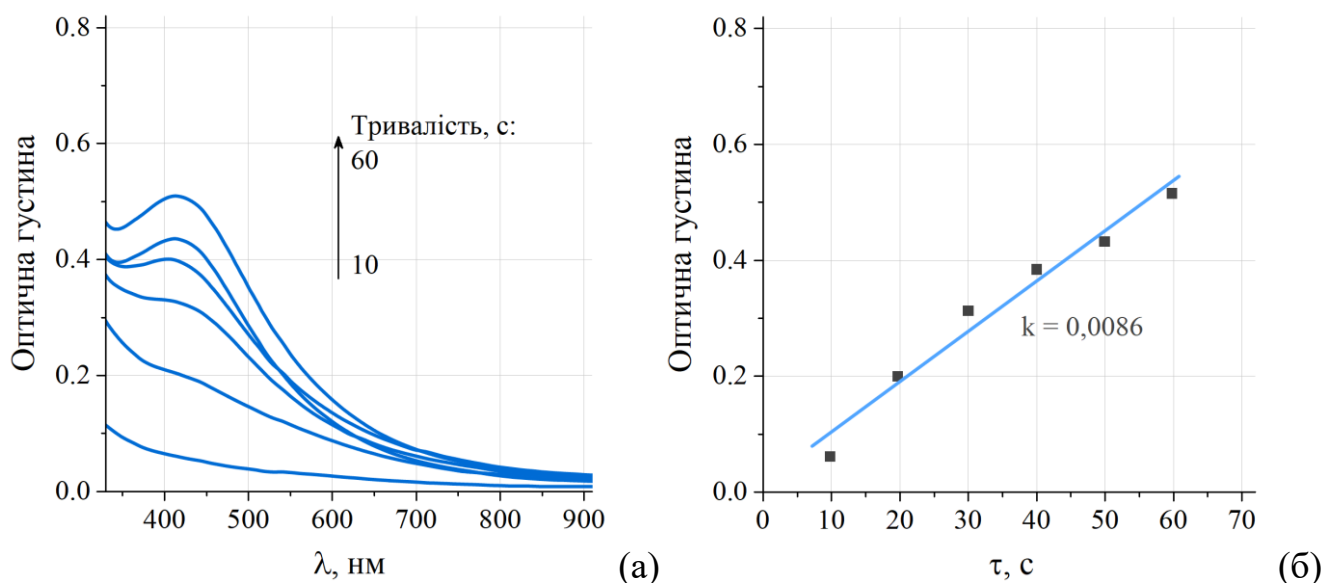 0.8
0.6
0.4
0.2
0.0
Оптична густина
Тривалість, с:
60
10
400 500 600 700 800 900
λ, нм
(а)
0.8
0.6
0.4
0.2
0.0
Оптична густина
k = 0,0086
0 10 20 30 40 50 60 70
τ, с
(б)